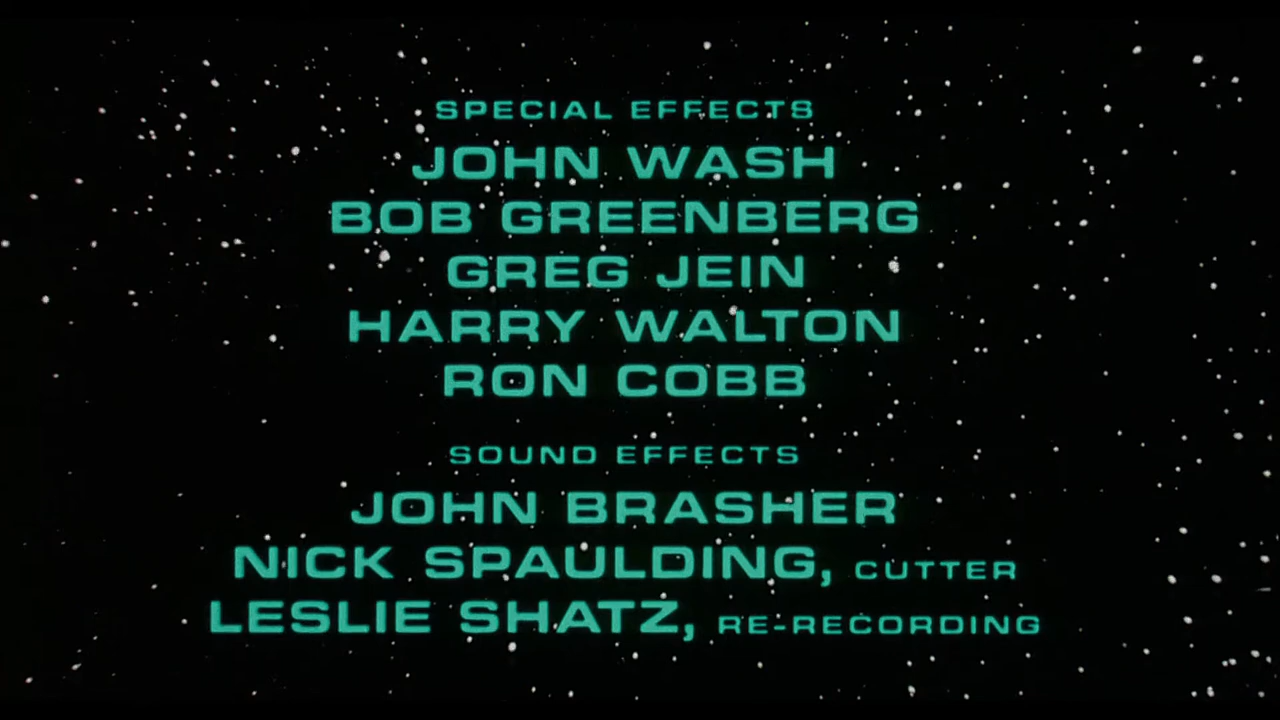 SPECIAL EFFECTS
JOHN WASH
BOB GREENBERG
GREG JEIN
HARRY WALTON
RON COBB
SOUND EFFECTS
JOHN BRASHER
NICK SPAULDING, CUTTER
LESLIE SHATZ, RE-RECORDING